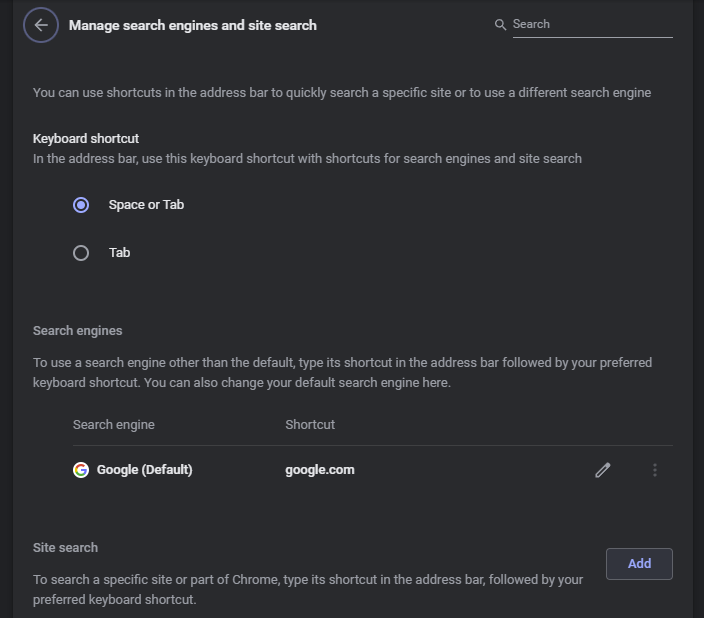 Manage search engines and site search
Search
You can use shortcuts in the address bar to quickly search a specific site or to use a different search engine
Keyboard shortcut
In the address bar, use this keyboard shortcut with shortcuts for search engines and site search
Space or Tab
Tab
Search engines
To use a search engine other than the default, type its shortcut in the address bar followed by your preferred
keyboard shortcut. You can also change your default search engine here.
Search engine Shortcut
Google (Default) google.com
Site search
Add
To search a specific site or part of Chrome, type its shortcut in the address bar, followed by your
preferred keyboard shortcut.